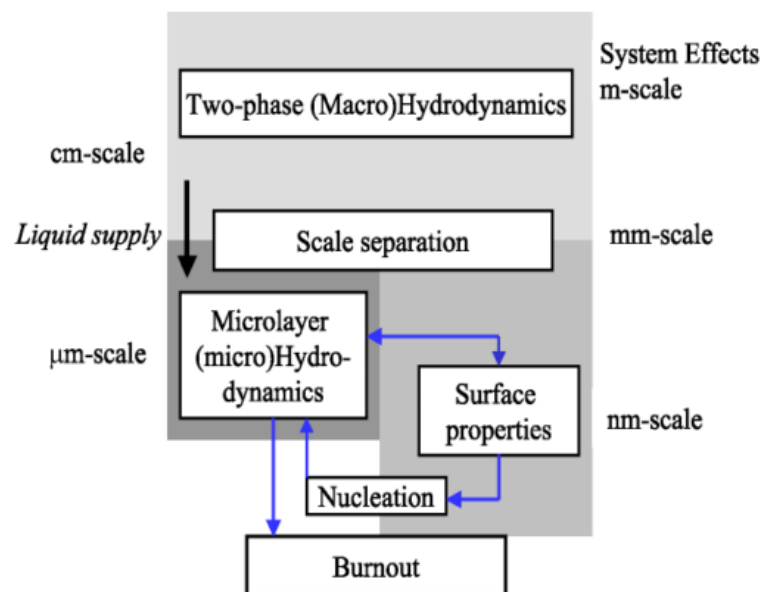 System Effects
m-scale
Two-phase (Macro)Hydrodynamics
cm-scale
Liquid supply
Scale separation
mm-scale
Microlayer
(micro)Hydro-
dynamics
μm-scale
Surface
properties
nm-scale
Nucleation
Burnout